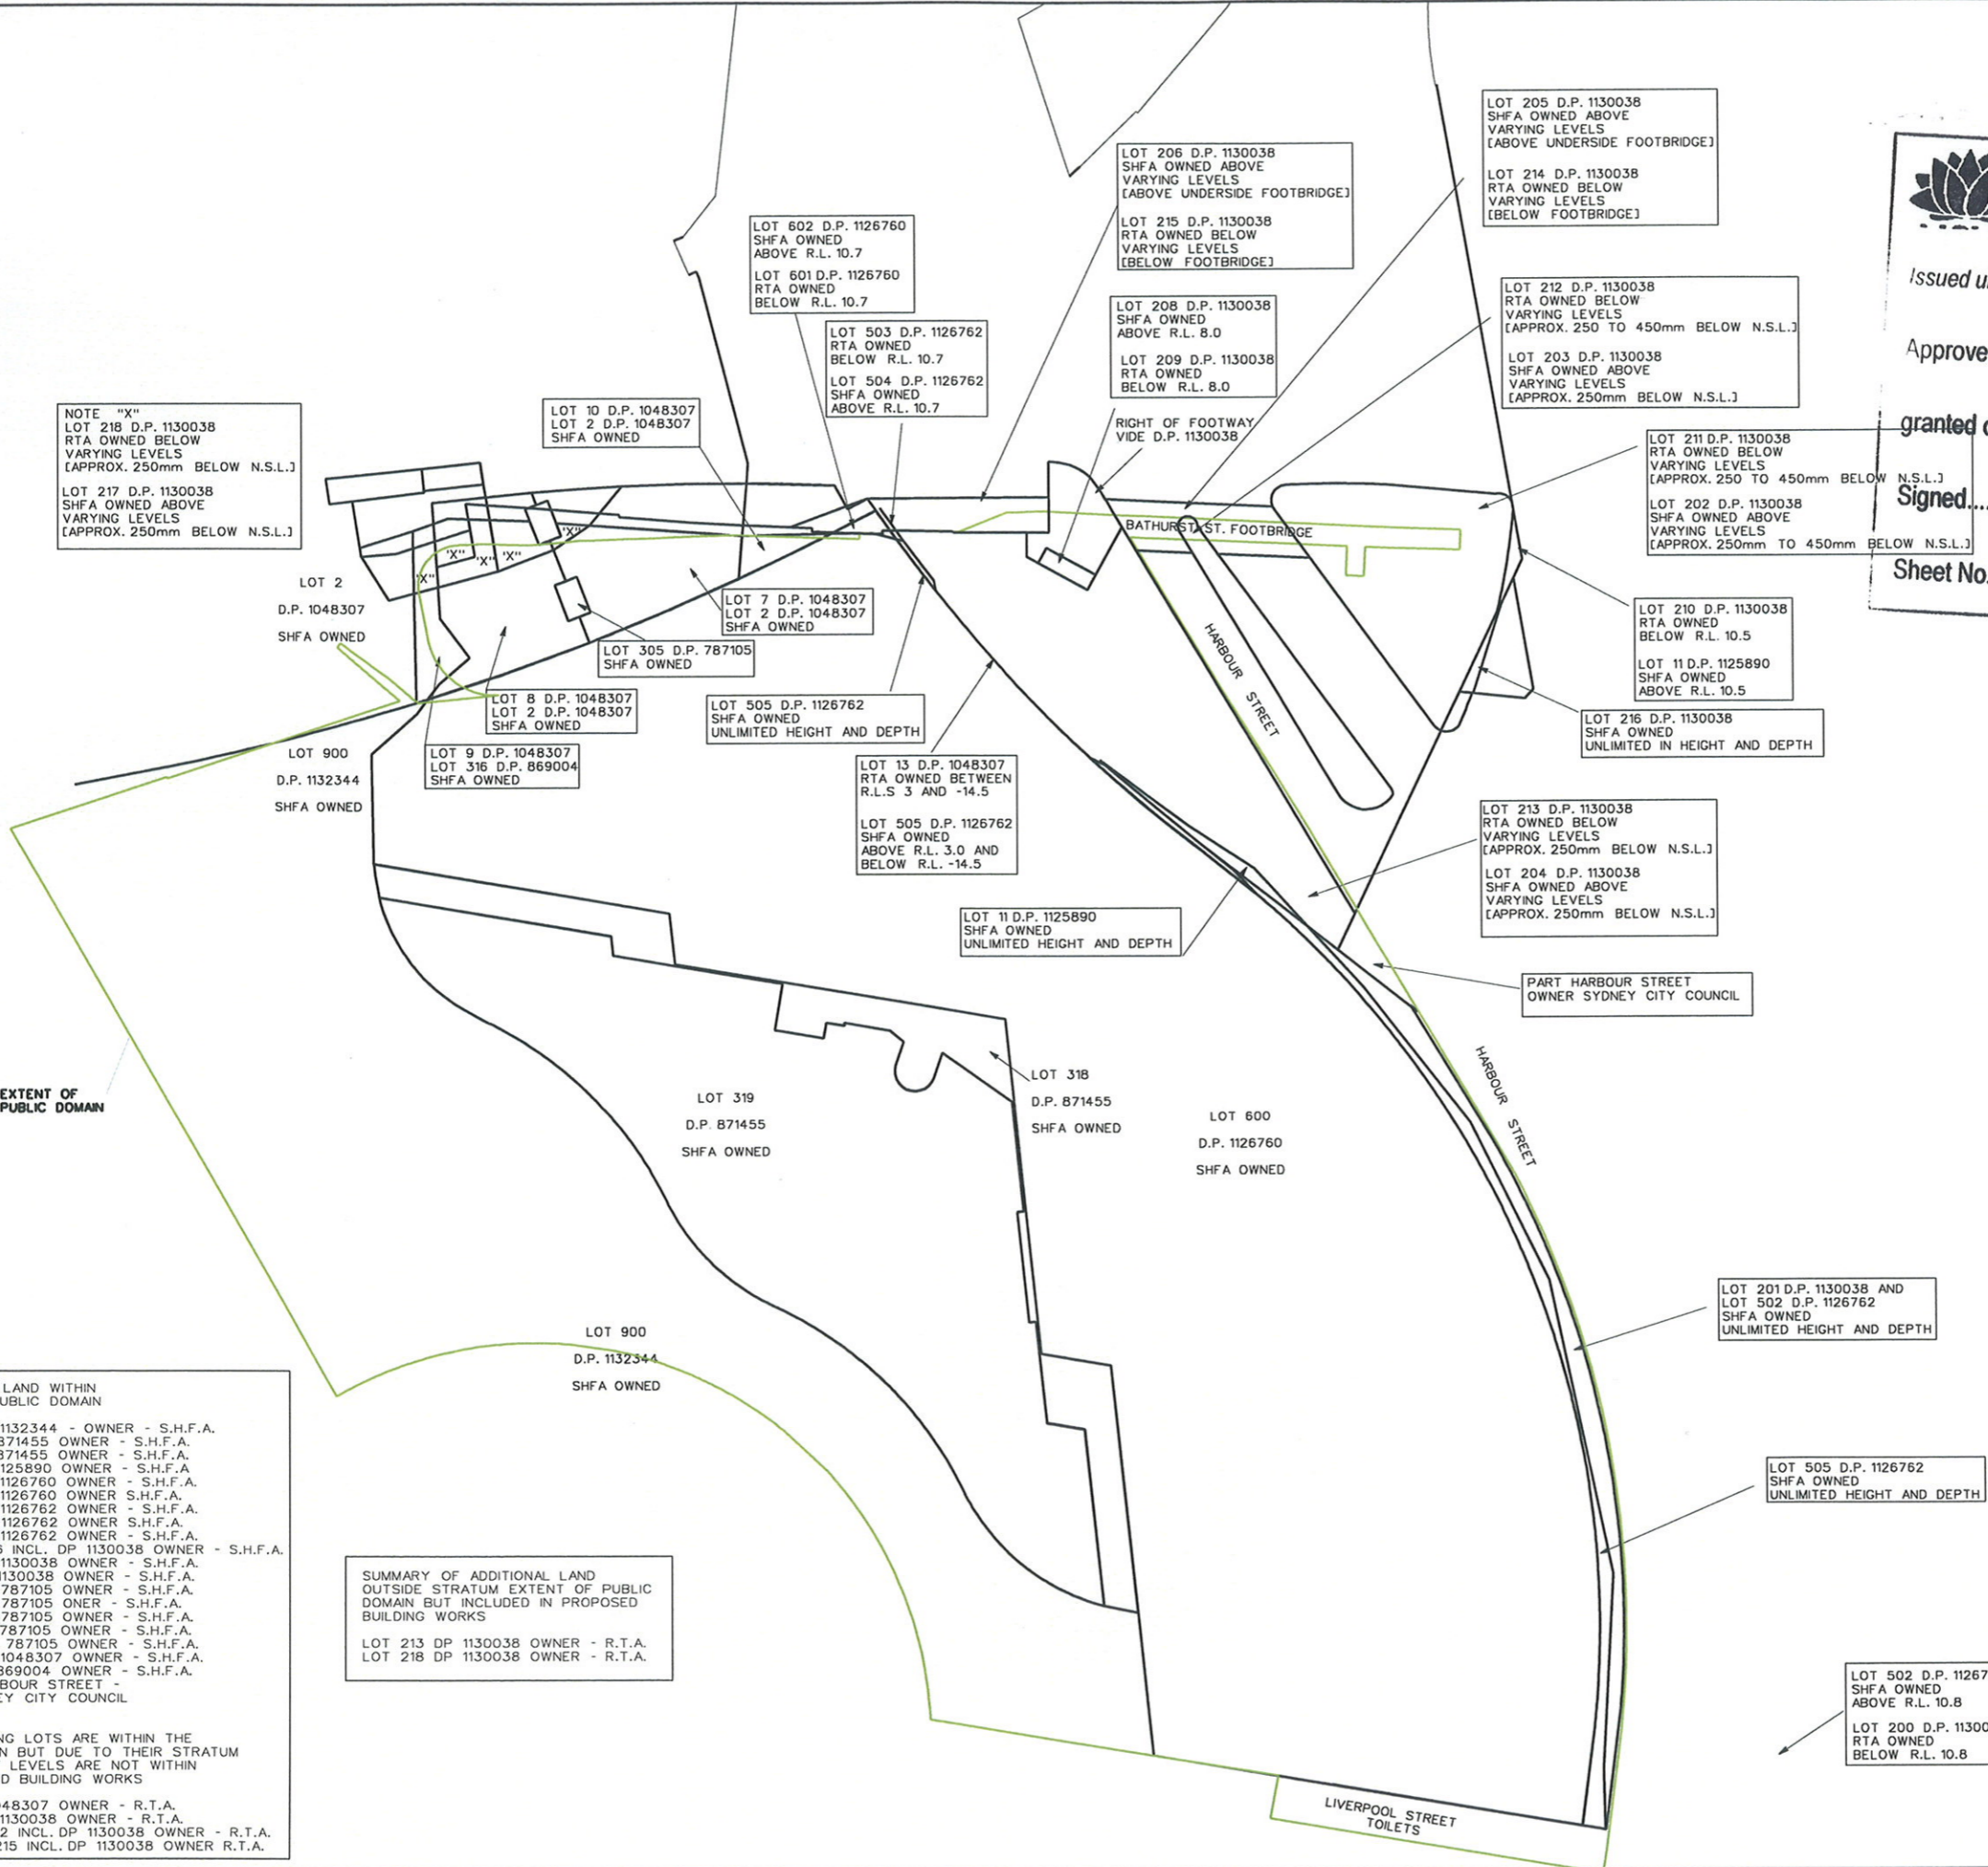 LOT 205 D.P. 1130038
SHFA OWNED ABOVE
VARYING LEVELS
[ABOVE UNDERSIDE FOOTBRIDGE]
LOT 214 D.P. 1130038
RTA OWNED BELOW
VARYING LEVELS
[BELOW FOOTBRIDGE]
LOT 206 D.P. 1130038
SHFA OWNED ABOVE
VARYING LEVELS
[ABOVE UNDERSIDE FOOTBRIDGE]
LOT 215 D.P. 1130038
RTA OWNED BELOW
VARYING LEVELS
[BELOW FOOTBRIDGE]
LOT 602 D.P. 1126760
SHFA OWNED
ABOVE R.L. 10.7
LOT 601 D.P. 1126760
RTA OWNED
BELOW R.L. 10.7
LOT 503 D.P. 1126762
RTA OWNED
BELOW R.L. 10.7
LOT 504 D.P. 1126762
SHFA OWNED
ABOVE R.L. 10.7
LOT 208 D.P. 1130038
SHFA OWNED
ABOVE R.L. 8.0
LOT 209 D.P. 1130038
RTA OWNED
BELOW R.L. 8.0
LOT 212 D.P. 1130038
RTA OWNED BELOW
VARYING LEVELS
[APPROX. 250 TO 450mm BELOW N.S.L.]
LOT 203 D.P. 1130038
SHFA OWNED ABOVE
VARYING LEVELS
[APPROX. 250mm BELOW N.S.L.]
Issued u
Approve
granted
Signed...
Sheet No.
NOTE "X"
LOT 218 D.P. 1130038
RTA OWNED BELOW
VARYING LEVELS
[APPROX. 250mm BELOW N.S.L.]
LOT 217 D.P. 1130038
SHFA OWNED ABOVE
VARYING LEVELS
[APPROX. 250mm BELOW N.S.L.]
LOT 10 D.P. 1048307
LOT 2 D.P. 1048307
SHFA OWNED
RIGHT OF FOOTWAY
VIDE D.P. 1130038
LOT 211 D.P. 1130038
RTA OWNED BELOW
VARYING LEVELS
[APPROX. 250 TO 450mm BELOW N.S.L.]
LOT 202 D.P. 1130038
SHFA OWNED ABOVE
VARYING LEVELS
[APPROX. 250mm TO 450mm BELOW N.S.L.]
BATHURST ST. FOOTBRIDGE
"X"
"X"
"X"
"X"
"X"
LOT 2
D.P. 1048307
SHFA OWNED
LOT 7 D.P. 1048307
LOT 2 D.P. 1048307
SHFA OWNED
LOT 305 D.P. 787105
SHFA OWNED
LOT 8 D.P. 1048307
LOT 2 D.P. 1048307
SHFA OWNED
LOT 9 D.P. 1048307
LOT 316 D.P. 869004
SHFA OWNED
LOT 505 D.P. 1126762
SHFA OWNED
UNLIMITED HEIGHT AND DEPTH
HARBOUR STREET
LOT 210 D.P. 1130038
RTA OWNED
BELOW R.L. 10.5
LOT 11 D.P. 1125890
SHFA OWNED
ABOVE R.L. 10.5
LOT 216 D.P. 1130038
SHFA OWNED
UNLIMITED IN HEIGHT AND DEPTH
LOT 900
D.P. 1132344
SHFA OWNED
LOT 13 D.P. 1048307
RTA OWNED BETWEEN
R.L.S 3 AND -14.5
LOT 505 D.P. 1126762
SHFA OWNED
ABOVE R.L. 3.0 AND
BELOW R.L. -14.5
LOT 213 D.P. 1130038
RTA OWNED BELOW
VARYING LEVELS
[APPROX. 250mm BELOW N.S.L.]
LOT 204 D.P. 1130038
SHFA OWNED ABOVE
VARYING LEVELS
[APPROX. 250mm BELOW N.S.L.]
LOT 11 D.P. 1125890
SHFA OWNED
UNLIMITED HEIGHT AND DEPTH
PART HARBOUR STREET
OWNER SYDNEY CITY COUNCIL
EXTENT OF
PUBLIC DOMAIN
LOT 319
D.P. 871455
SHFA OWNED
LOT 318
D.P. 871455
SHFA OWNED
LOT 600
D.P. 1126760
SHFA OWNED
HARBOUR STREET
LOT 201 D.P. 1130038 AND
LOT 502 D.P. 1126762
SHFA OWNED
UNLIMITED HEIGHT AND DEPTH
LOT 900
D.P. 1132344
SHFA OWNED
LAND WITHIN
UBLIC DOMAIN
1132344 - OWNER - S.H.F.A.
871455 OWNER - S.H.F.A.
871455 OWNER - S.H.F.A.
125890 OWNER - S.H.F.A
1126760 OWNER - S.H.F.A.
1126760 OWNER S.H.F.A.
1126762 OWNER - S.H.F.A.
1126762 OWNER S.H.F.A.
1126762 OWNER - S.H.F.A.
6 INCL. DP 1130038 OWNER - S.H.F.A.
1130038 OWNER - S.H.F.A.
1130038 OWNER - S.H.F.A.
787105 OWNER - S.H.F.A.
787105 ONER - S.H.F.A.
787105 OWNER - S.H.F.A.
787105 OWNER - S.H.F.A.
787105 OWNER - S.H.F.A.
1048307 OWNER - S.H.F.A.
869004 OWNER - S.H.F.A.
BOUR STREET -
EY CITY COUNCIL
NG LOTS ARE WITHIN THE
N BUT DUE TO THEIR STRATUM
LEVELS ARE NOT WITHIN
D BUILDING WORKS
048307 OWNER - R.T.A.
1130038 OWNER - R.T.A.
2 INCL. DP 1130038 OWNER - R.T.A.
215 INCL. DP 1130038 OWNER R.T.A.
SUMMARY OF ADDITIONAL LAND
OUTSIDE STRATUM EXTENT OF PUBLIC
DOMAIN BUT INCLUDED IN PROPOSED
BUILDING WORKS
LOT 213 DP 1130038 OWNER - R.T.A.
LOT 218 DP 1130038 OWNER - R.T.A.
LOT 505 D.P. 1126762
SHFA OWNED
UNLIMITED HEIGHT AND DEPTH
LOT 502 D.P. 11267
SHFA OWNED
ABOVE R.L. 10.8
LOT 200 D.P. 11300
RTA OWNED
BELOW R.L. 10.8
LIVERPOOL STREET
TOILETS